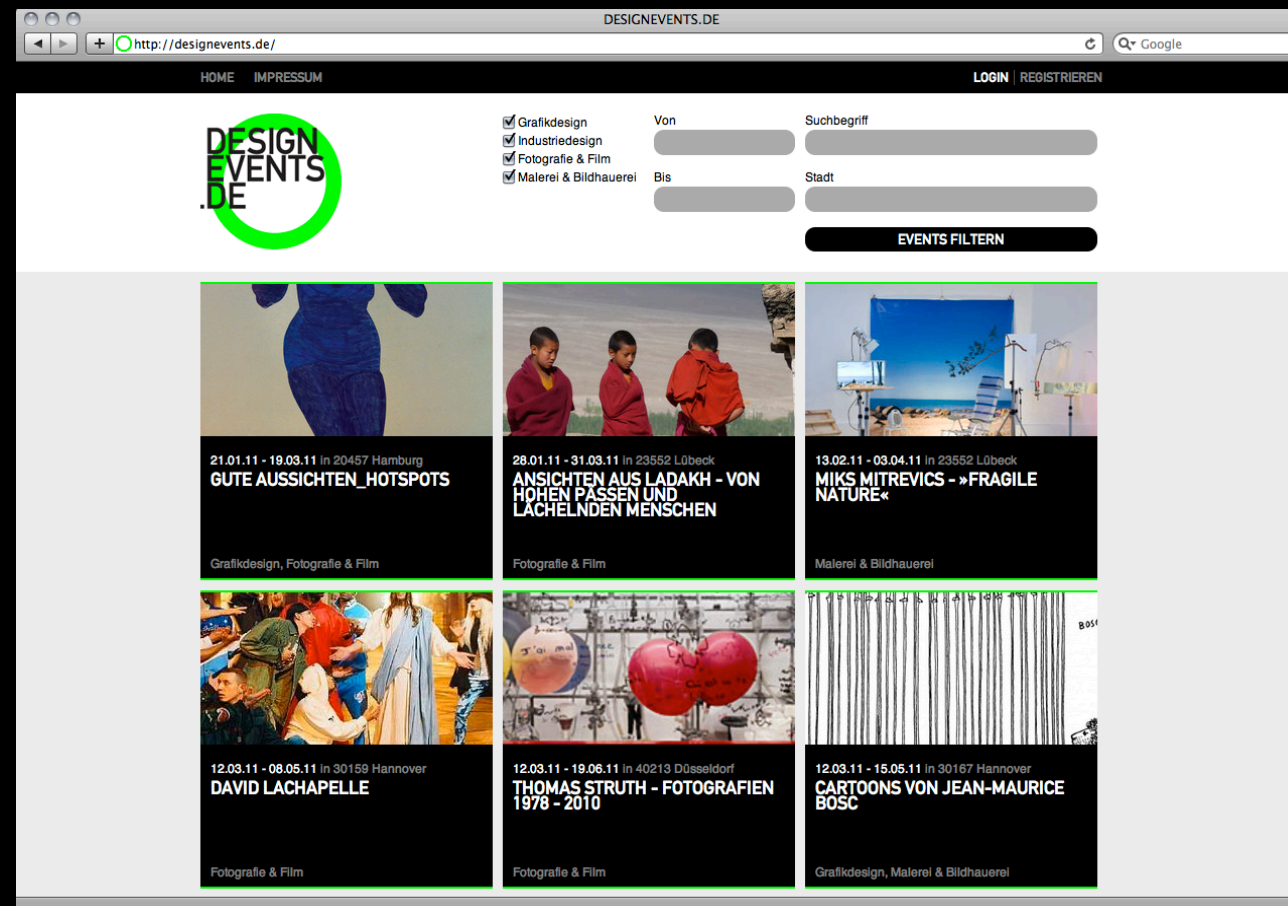 DESIGNEVENTS.DE
http://designevents.de/
Google
HOME IMPRESSUM
LOGIN | REGISTRIEREN
DESIGN
EVENTS
.DE
Grafikdesign
Industriedesign
Fotografie & Film
Malerei & Bildhauerei
Von
Bis
Suchbegriff
Stadt
EVENTS FILTERN
21.01.11 - 19.03.11 in 20457 Hamburg
GUTE AUSSICHTEN_HOTSPOTS
Grafikdesign, Fotografie & Film
28.01.11 - 31.03.11 in 23552 Lübeck
ANSICHTEN AUS LADAKH - VON
HOHEN PÄSSEN UND
LÄCHELNDEN MENSCHEN
Fotografie & Film
13.02.11 - 03.04.11 in 23552 Lübeck
MIKS MITREVICS - »FRAGILE
NATURE«
Malerei & Bildhauerei
J'ai mal
BOSC
12.03.11 - 08.05.11 in 30159 Hannover
DAVID LACHAPELLE
Fotografie & Film
12.03.11 - 19.06.11 in 40213 Düsseldorf
THOMAS STRUTH - FOTOGRAFIEN
1978 - 2010
Fotografie & Film
12.03.11 - 15.05.11 in 30167 Hannover
CARTOONS VON JEAN-MAURICE
BOSC
Grafikdesign, Malerei & Bildhauerei